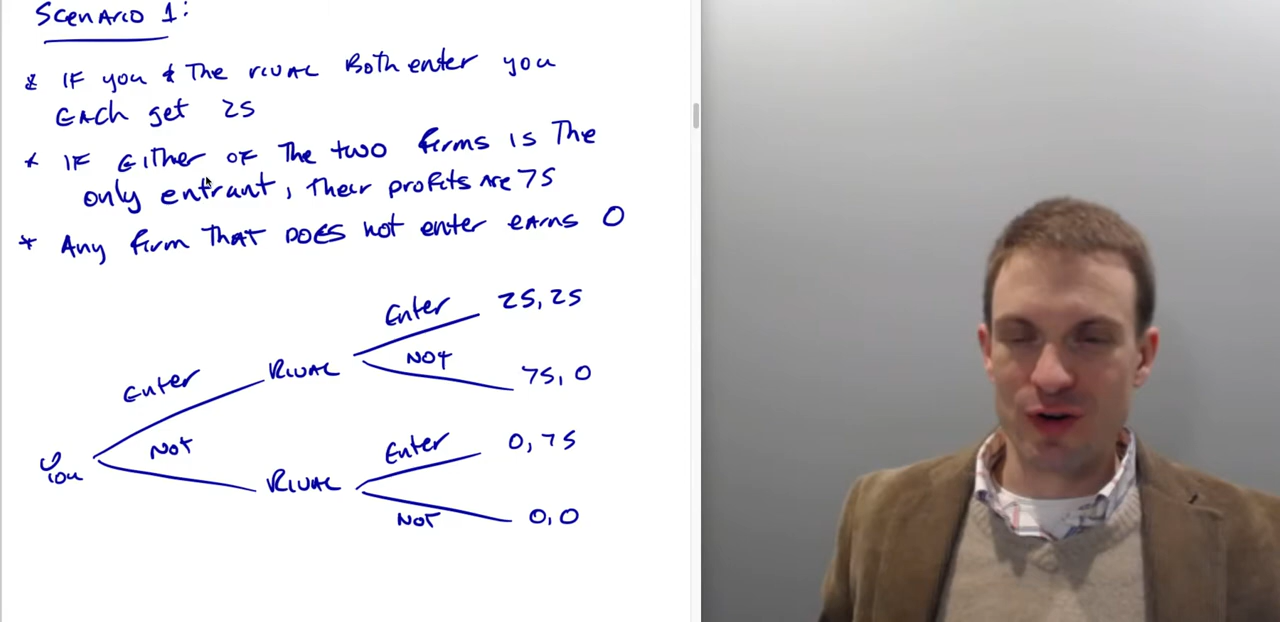 Scenario 1:
* IF you & The rival Both enter you
Each get 25
* IF Either of The two firms is The
only entrant, Their profits are 75
* Any firm That Does not enter earns 0
Enter 25, 25
Enter Rival Not 75, 0
You Not Rival Enter 0, 75
Not 0, 0